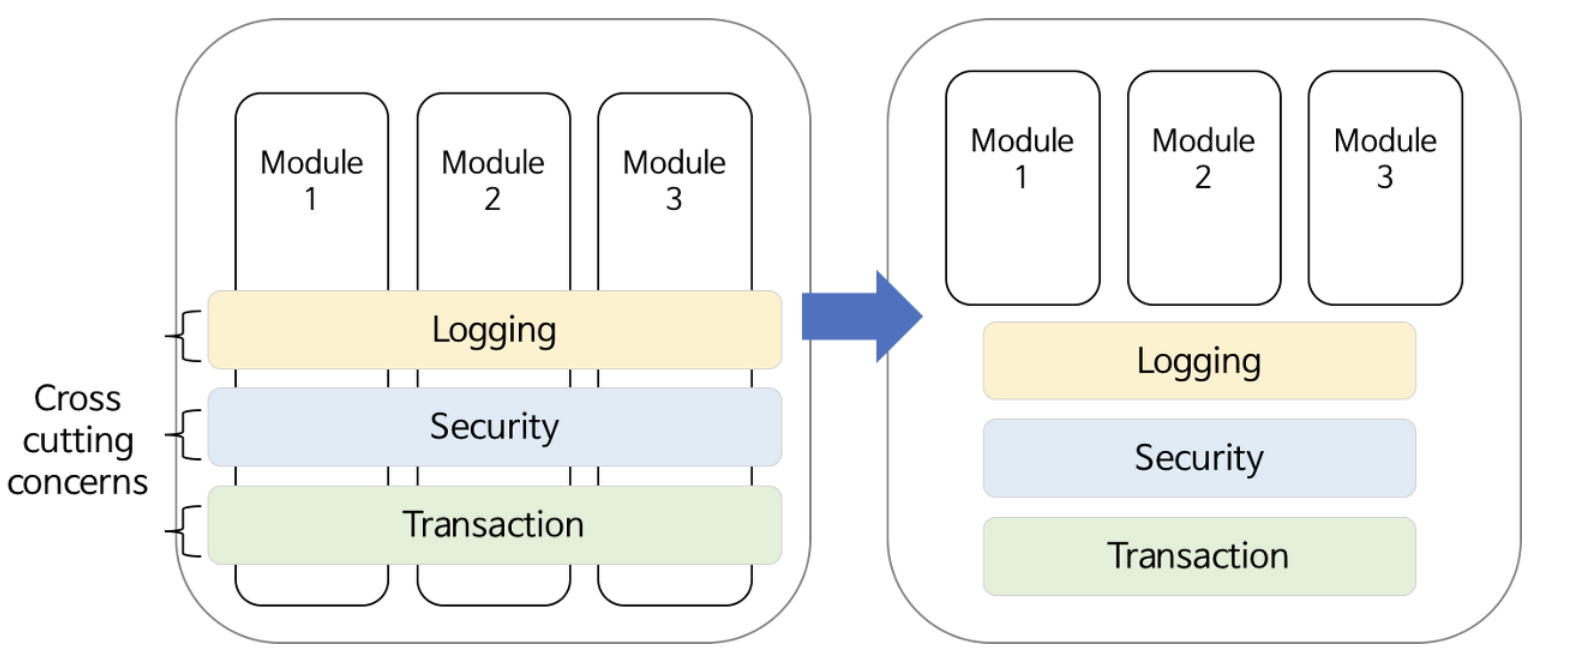 Module
1
Module
2
Module
3
Logging
Security
Transaction
Cross
cutting
concerns
Module
1
Module
2
Module
3
Logging
Security
Transaction